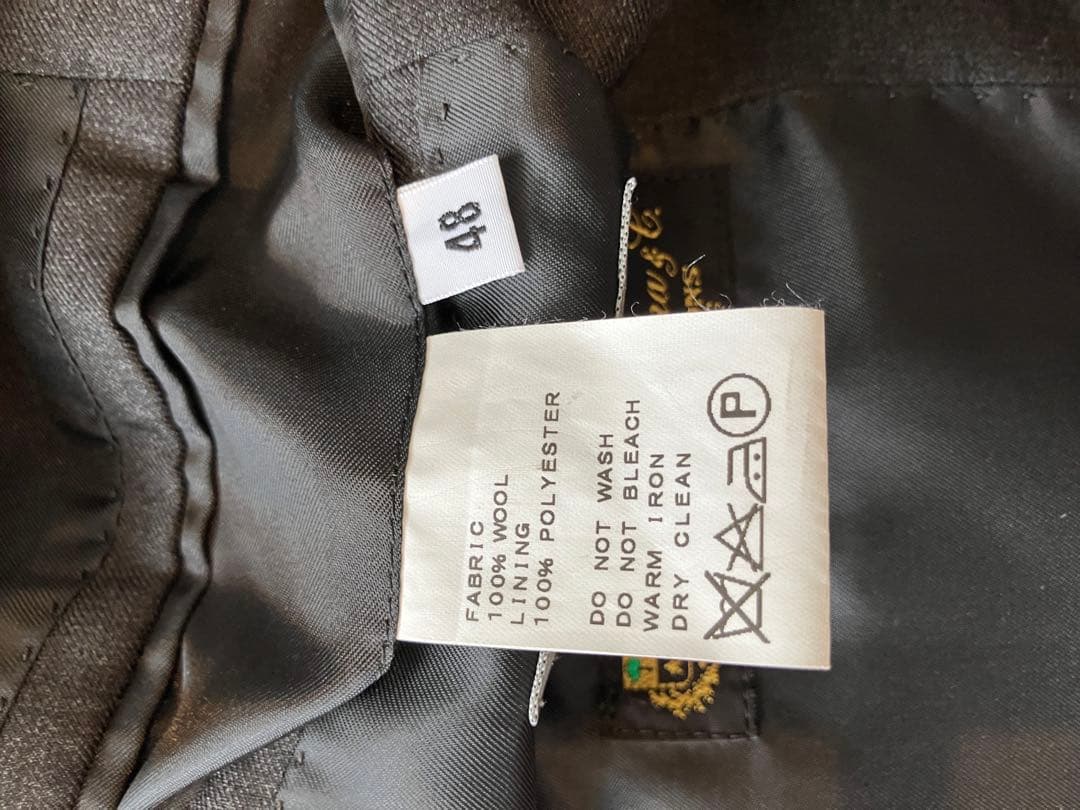 48
FABRIC
100% WOOL
LINING
100% POLYESTER
DO NOT WASH
DO NOT BLEACH
WARM IRON
DRY CLEAN
P